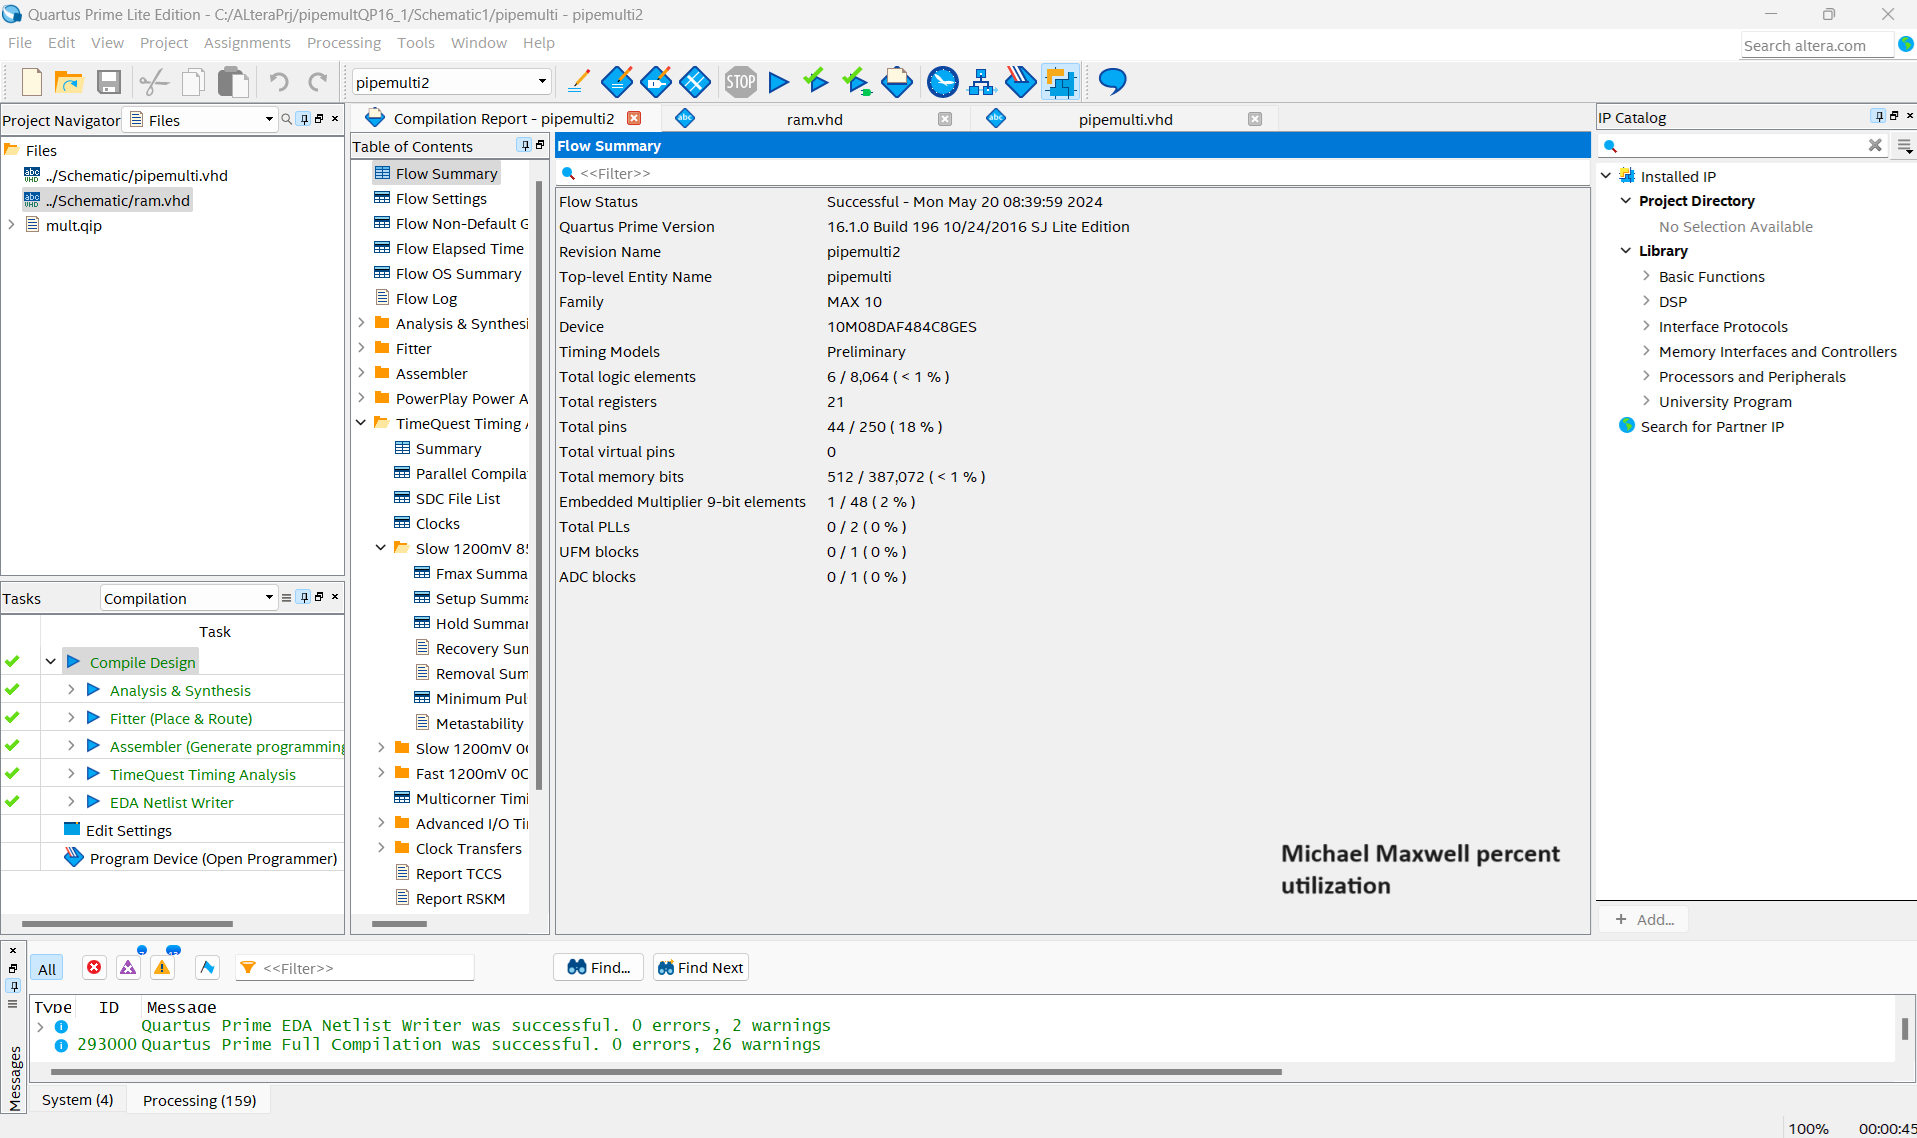 Quartus Prime Lite Edition - C:/ALteraPrj/pipemultQP16_1/Schematic1/pipemulti - pipemulti2
File Edit View Project Assignments Processing Tools Window Help
Search altera.com
pipemulti2
STOP
Project Navigator Files
Files
../Schematic/pipemulti.vhd
../Schematic/ram.vhd
mult.qip
Tasks Compilation
Task
Compile Design
Analysis & Synthesis
Fitter (Place & Route)
Assembler (Generate programming
TimeQuest Timing Analysis
EDA Netlist Writer
Edit Settings
Program Device (Open Programmer)
Compilation Report - pipemulti2
ram.vhd
pipemulti.vhd
Table of Contents
Flow Summary
Flow Settings
Flow Non-Default G
Flow Elapsed Time
Flow OS Summary
Flow Log
Analysis & Synthesi
Fitter
Assembler
PowerPlay Power A
TimeQuest Timing
Summary
Parallel Compila
SDC File List
Clocks
Slow 1200mV 85
Fmax Summa
Setup Summa
Hold Summar
Recovery Sum
Removal Sum
Minimum Pul
Metastability
Slow 1200mV 0C
Fast 1200mV 0C
Multicorner Timi
Advanced I/O Ti
Clock Transfers
Report TCCS
Report RSKM
Flow Summary
<<Filter>>
Flow Status Successful - Mon May 20 08:39:59 2024
Quartus Prime Version 16.1.0 Build 196 10/24/2016 SJ Lite Edition
Revision Name pipemulti2
Top-level Entity Name pipemulti
Family MAX 10
Device 10M08DAF484C8GES
Timing Models Preliminary
Total logic elements 6 / 8,064 ( < 1 % )
Total registers 21
Total pins 44 / 250 ( 18 % )
Total virtual pins 0
Total memory bits 512 / 387,072 ( < 1 % )
Embedded Multiplier 9-bit elements 1 / 48 ( 2 % )
Total PLLs 0 / 2 ( 0 % )
UFM blocks 0 / 1 ( 0 % )
ADC blocks 0 / 1 ( 0 % )
Michael Maxwell percent
utilization
IP Catalog
Installed IP
Project Directory
No Selection Available
Library
Basic Functions
DSP
Interface Protocols
Memory Interfaces and Controllers
Processors and Peripherals
University Program
Search for Partner IP
+ Add...
All
<<Filter>>
Find...
Find Next
Type ID Message
Quartus Prime EDA Netlist Writer was successful. 0 errors, 2 warnings
293000 Quartus Prime Full Compilation was successful. 0 errors, 26 warnings
Messages
System (4)
Processing (159)
100% 00:00:45